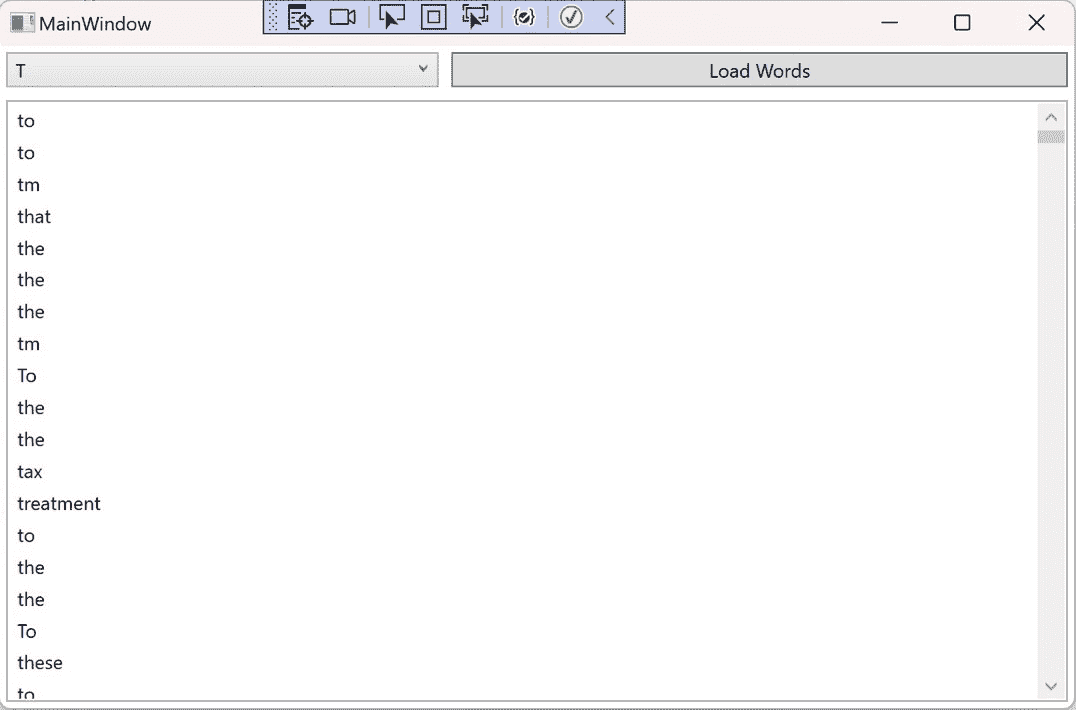 MainWindow
T
Load Words
to
to
tm
that
the
the
the
tm
To
the
the
tax
treatment
to
the
the
To
these
to